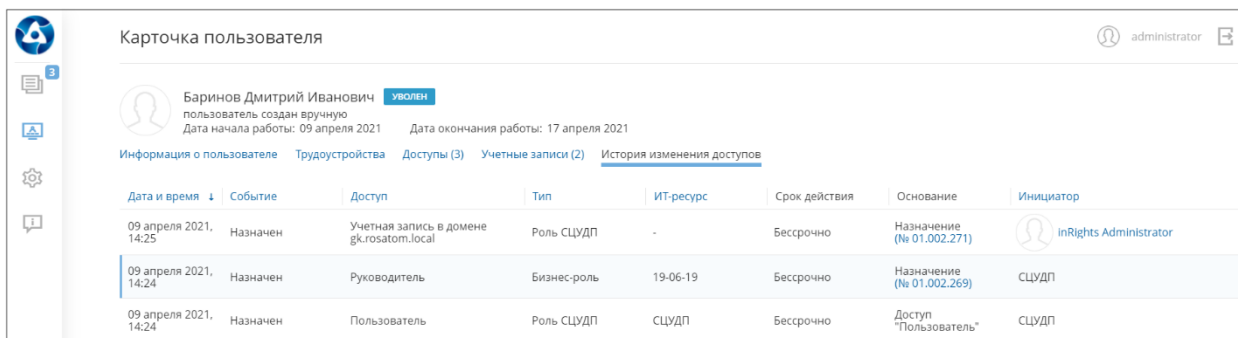 Карточка пользователя
administrator
3
Баринов Дмитрий Иванович УВОЛЕН
пользователь создан вручную
Дата начала работы: 09 апреля 2021 Дата окончания работы: 17 апреля 2021
Информация о пользователе Трудоустройства Доступы (3) Учетные записи (2) История изменения доступов
Дата и время ↓ Событие Доступ Тип ИТ-ресурс Срок действия Основание Инициатор
09 апреля 2021, 14:25 Назначен Учетная запись в домене gk.rosatom.local Роль СЦУДП - Бессрочно Назначение (№ 01.002.271) inRights Administrator
09 апреля 2021, 14:24 Назначен Руководитель Бизнес-роль 19-06-19 Бессрочно Назначение (№ 01.002.269) СЦУДП
09 апреля 2021, 14:24 Назначен Пользователь Роль СЦУДП СЦУДП Бессрочно Доступ "Пользователь" СЦУДП